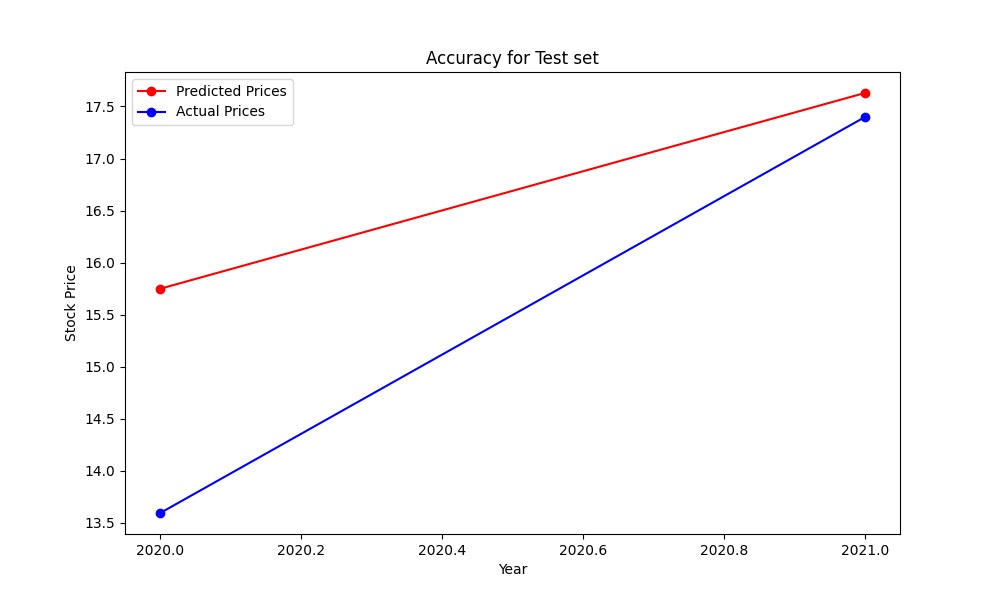 Accuracy for Test set
Predicted Prices
Actual Prices
17.5
17.0
16.5
16.0
15.5
15.0
14.5
14.0
13.5
Stock Price
2020.0 2020.2 2020.4 2020.6 2020.8 2021.0
Year